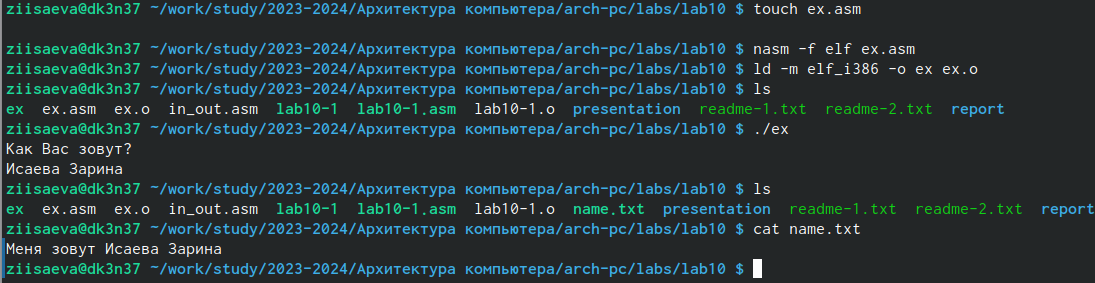 ziisaeva@dk3n37 ~/work/study/2023-2024/Архитектура компьютера/arch-pc/labs/lab10 $ touch ex.asm
ziisaeva@dk3n37 ~/work/study/2023-2024/Архитектура компьютера/arch-pc/labs/lab10 $ nasm -f elf ex.asm
ziisaeva@dk3n37 ~/work/study/2023-2024/Архитектура компьютера/arch-pc/labs/lab10 $ ld -m elf_i386 -o ex ex.o
ziisaeva@dk3n37 ~/work/study/2023-2024/Архитектура компьютера/arch-pc/labs/lab10 $ ls
ex  ex.asm  ex.o  in_out.asm  lab10-1  lab10-1.asm  lab10-1.o  presentation  readme-1.txt  readme-2.txt  report
ziisaeva@dk3n37 ~/work/study/2023-2024/Архитектура компьютера/arch-pc/labs/lab10 $ ./ex
Как Вас зовут?
Исаева Зарина
ziisaeva@dk3n37 ~/work/study/2023-2024/Архитектура компьютера/arch-pc/labs/lab10 $ ls
ex  ex.asm  ex.o  in_out.asm  lab10-1  lab10-1.asm  lab10-1.o  name.txt  presentation  readme-1.txt  readme-2.txt  report
ziisaeva@dk3n37 ~/work/study/2023-2024/Архитектура компьютера/arch-pc/labs/lab10 $ cat name.txt
Меня зовут Исаева Зарина
ziisaeva@dk3n37 ~/work/study/2023-2024/Архитектура компьютера/arch-pc/labs/lab10 $